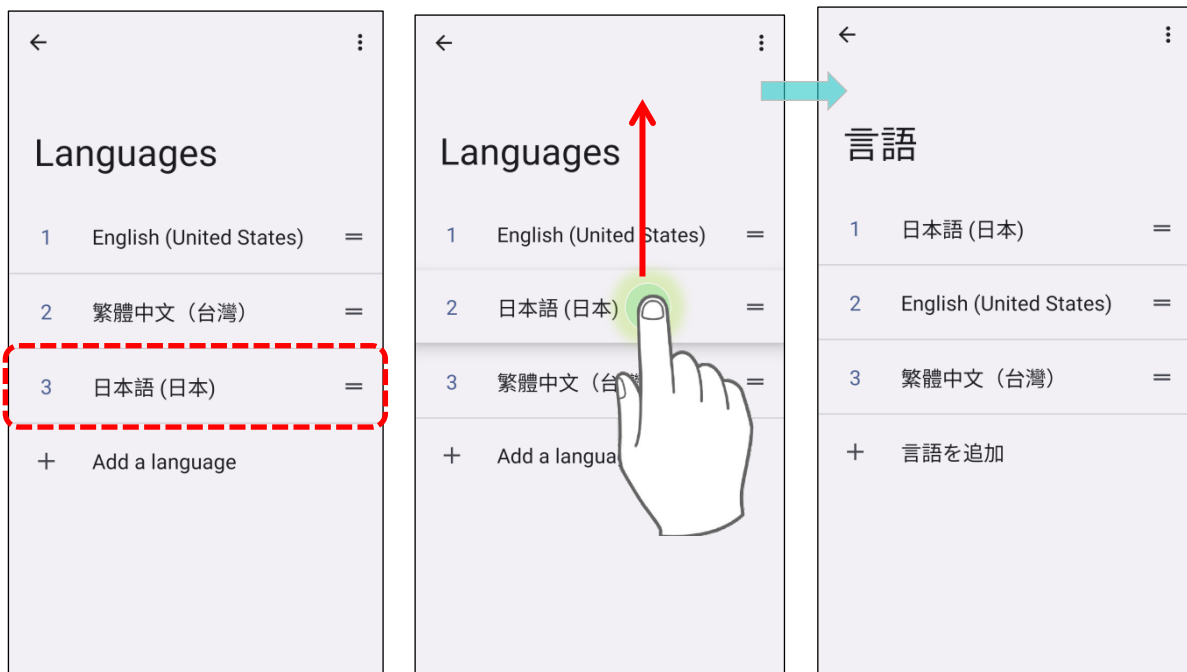 Languages
1 English (United States)
2 繁體中文（台灣）
3 日本語 (日本)
+ Add a language
Languages
1 English (United States)
2 日本語 (日本)
3 繁體中文（台
+ Add a
言語
1 日本語 (日本)
2 English (United States)
3 繁體中文（台灣）
+ 言語を追加